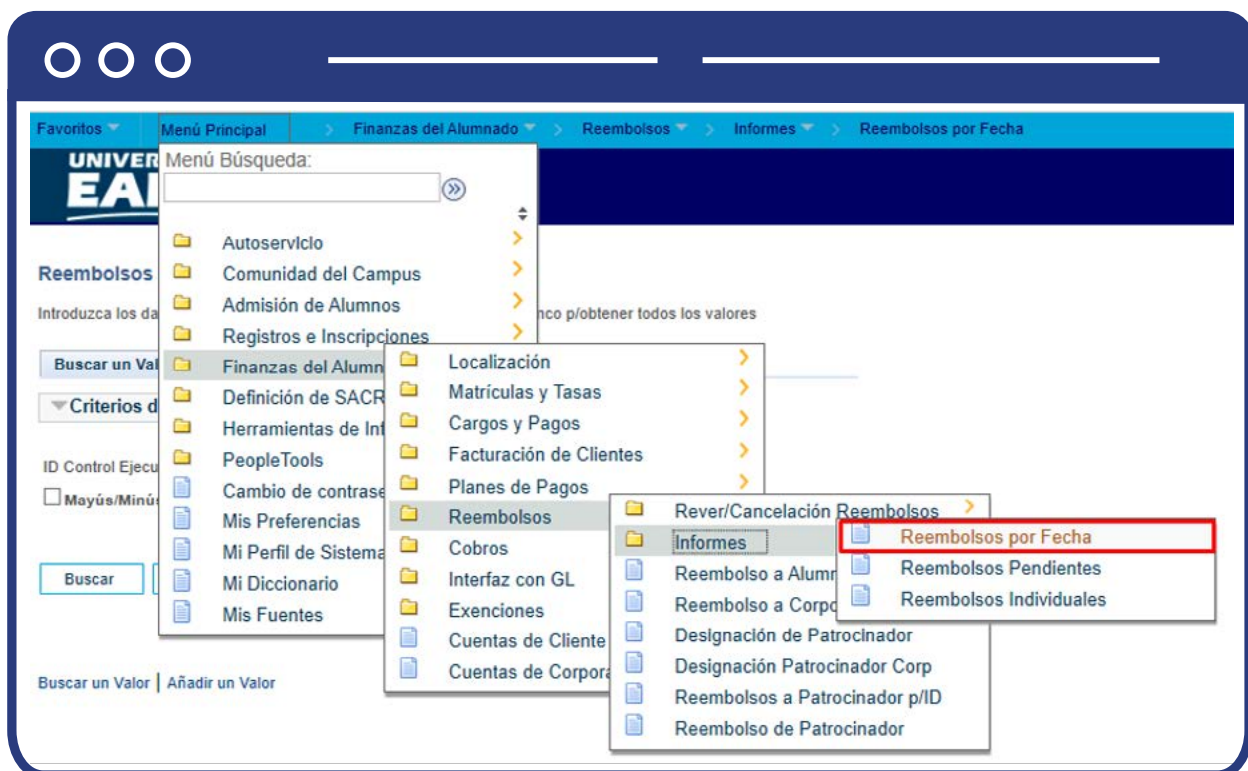 Favoritos Menú Principal > Finanzas del Alumnado > Reembolsos > Informes > Reembolsos por Fecha
Menú Búsqueda:
Autoservicio
Comunidad del Campus
Admisión de Alumnos
Registros e Inscripciones
Finanzas del Alumn
Definición de SACR
Herramientas de Inf
PeopleTools
Cambio de contrase
Mis Preferencias
Mi Perfil de Sistema
Mi Diccionario
Mis Fuentes
UNIVER
EA
Reembolsos
Introduzca los da
nco p/obtener todos los valores
Buscar un Val
Criterios d
ID Control Ejecu
Mayús/Minús
Buscar
Buscar un Valor | Añadir un Valor
Localización
Matrículas y Tasas
Cargos y Pagos
Facturación de Clientes
Planes de Pagos
Reembolsos
Cobros
Interfaz con GL
Exenciones
Cuentas de Cliente
Cuentas de Corpora
Rever/Cancelación Reembolsos
Informes
Reembolso a Alumn
Reembolso a Corpo
Designación de Patrocinador
Designación Patrocinador Corp
Reembolsos a Patrocinador p/ID
Reembolso de Patrocinador
Reembolsos por Fecha
Reembolsos Pendientes
Reembolsos Individuales